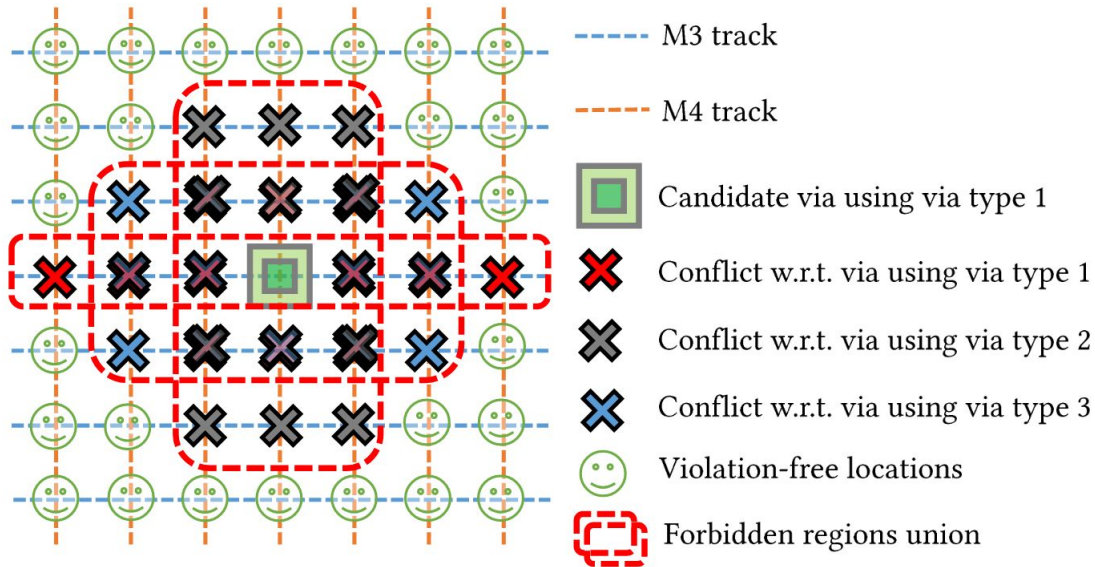 M3 track
M4 track
Candidate via using via type 1
Conflict w.r.t. via using via type 1
Conflict w.r.t. via using via type 2
Conflict w.r.t. via using via type 3
Violation-free locations
Forbidden regions union